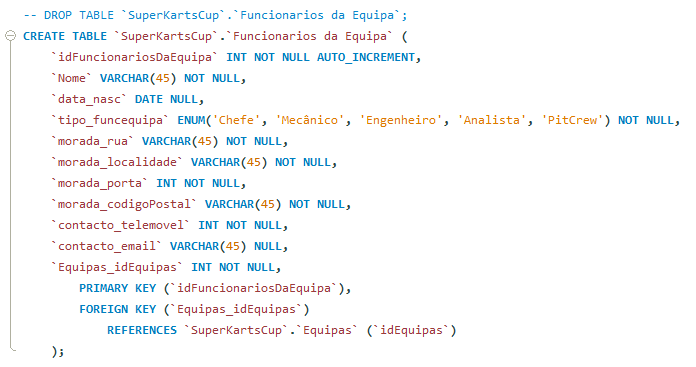 -- DROP TABLE `SuperKartsCup`.`Funcionarios da Equipa`;
CREATE TABLE `SuperKartsCup`.`Funcionarios da Equipa` (
`idFuncionariosDaEquipa` INT NOT NULL AUTO_INCREMENT,
`Nome` VARCHAR(45) NOT NULL,
`data_nasc` DATE NULL,
`tipo_funcequipa` ENUM('Chefe', 'Mecânico', 'Engenheiro', 'Analista', 'PitCrew') NOT NULL,
`morada_rua` VARCHAR(45) NOT NULL,
`morada_localidade` VARCHAR(45) NOT NULL,
`morada_porta` INT NOT NULL,
`morada_codigoPostal` VARCHAR(45) NOT NULL,
`contacto_telemovel` INT NOT NULL,
`contacto_email` VARCHAR(45) NULL,
`Equipas_idEquipas` INT NOT NULL,
PRIMARY KEY (`idFuncionariosDaEquipa`),
FOREIGN KEY (`Equipas_idEquipas`)
REFERENCES `SuperKartsCup`.`Equipas` (`idEquipas`)
);